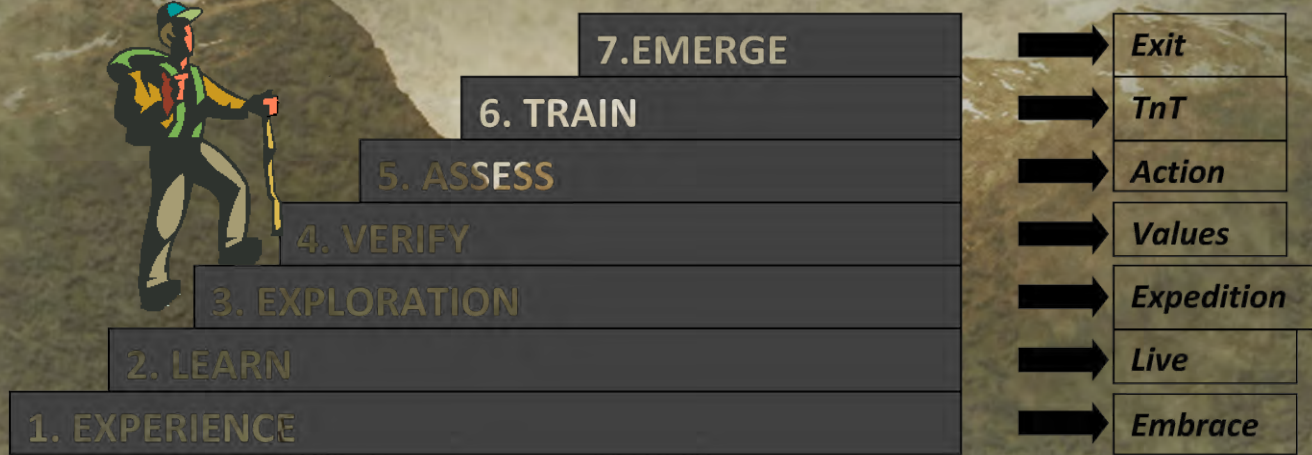 7.EMERGE Exit
6. TRAIN TnT
5. ASSESS Action
4. VERIFY Values
3. EXPLORATION Expedition
2. LEARN Live
1. EXPERIENCE Embrace